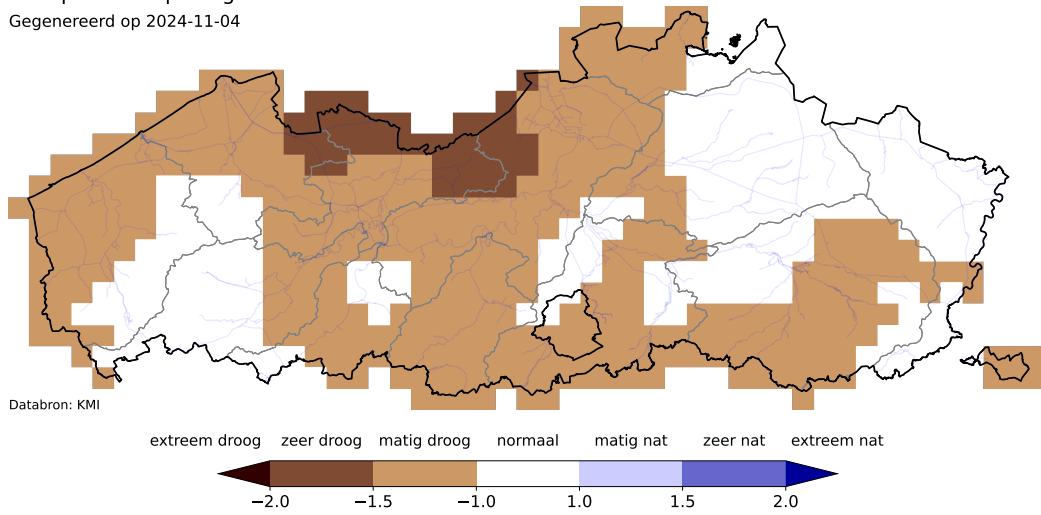 Gegenereerd op 2024-11-04
Databron: KMI
extreem droog zeer droog matig droog normaal matig nat zeer nat extreem nat
−2.0 −1.5 −1.0 1.0 1.5 2.0